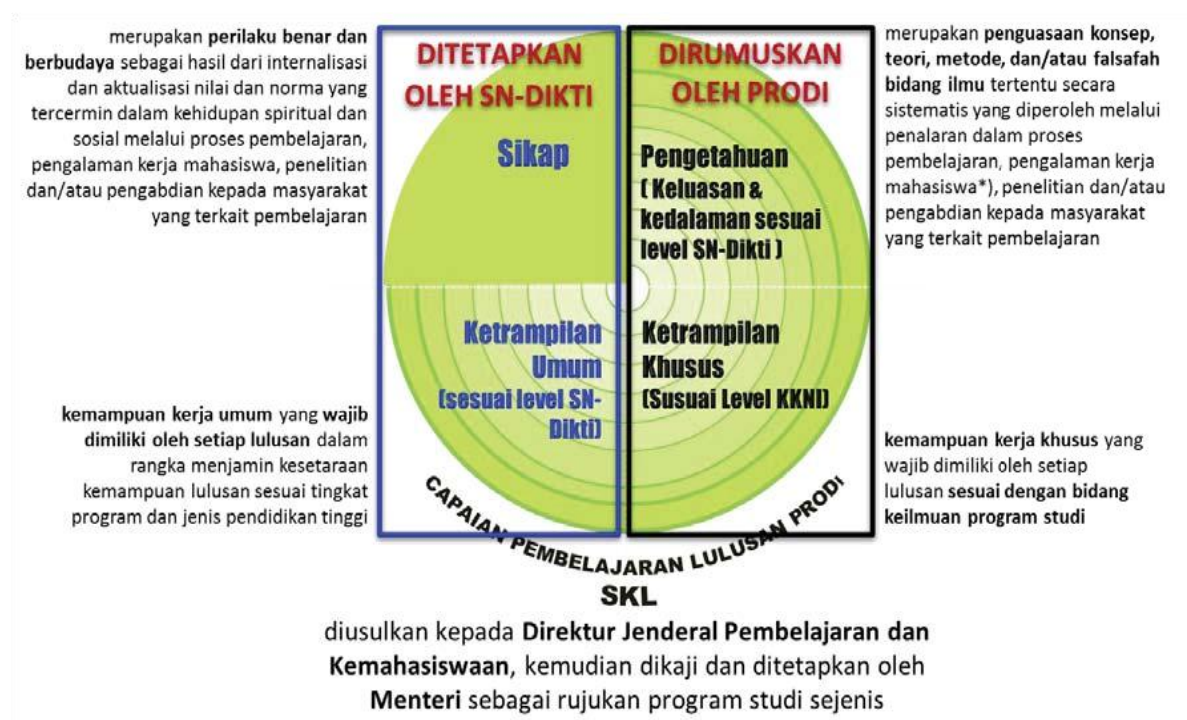 merupakan perilaku benar dan
berbudaya sebagai hasil dari internalisasi
dan aktualisasi nilai dan norma yang
tercermin dalam kehidupan spiritual dan
sosial melalui proses pembelajaran,
pengalaman kerja mahasiswa, penelitian
dan/atau pengabdian kepada masyarakat
yang terkait pembelajaran
DITETAPKAN
OLEH SN-DIKTI
Sikap
DIRUMUSKAN
OLEH PRODI
Pengetahuan
( Keluasan &
kedalaman sesuai
level SN-Dikti )
merupakan penguasaan konsep,
teori, metode, dan/atau falsafah
bidang ilmu tertentu secara
sistematis yang diperoleh melalui
penalaran dalam proses
pembelajaran, pengalaman kerja
mahasiswa*), penelitian dan/atau
pengabdian kepada masyarakat
yang terkait pembelajaran
kemampuan kerja umum yang wajib
dimiliki oleh setiap lulusan dalam
rangka menjamin kesetaraan
kemampuan lulusan sesuai tingkat
program dan jenis pendidikan tinggi
Ketrampilan
Umum
(sesuai level SN-
Dikti)
Ketrampilan
Khusus
(Susuai Level KKNI)
kemampuan kerja khusus yang
wajib dimiliki oleh setiap
lulusan sesuai dengan bidang
keilmuan program studi
CAPAIAN PEMBELAJARAN LULUSAN PRODI
SKL
diusulkan kepada Direktur Jenderal Pembelajaran dan
Kemahasiswaan, kemudian dikaji dan ditetapkan oleh
Menteri sebagai rujukan program studi sejenis